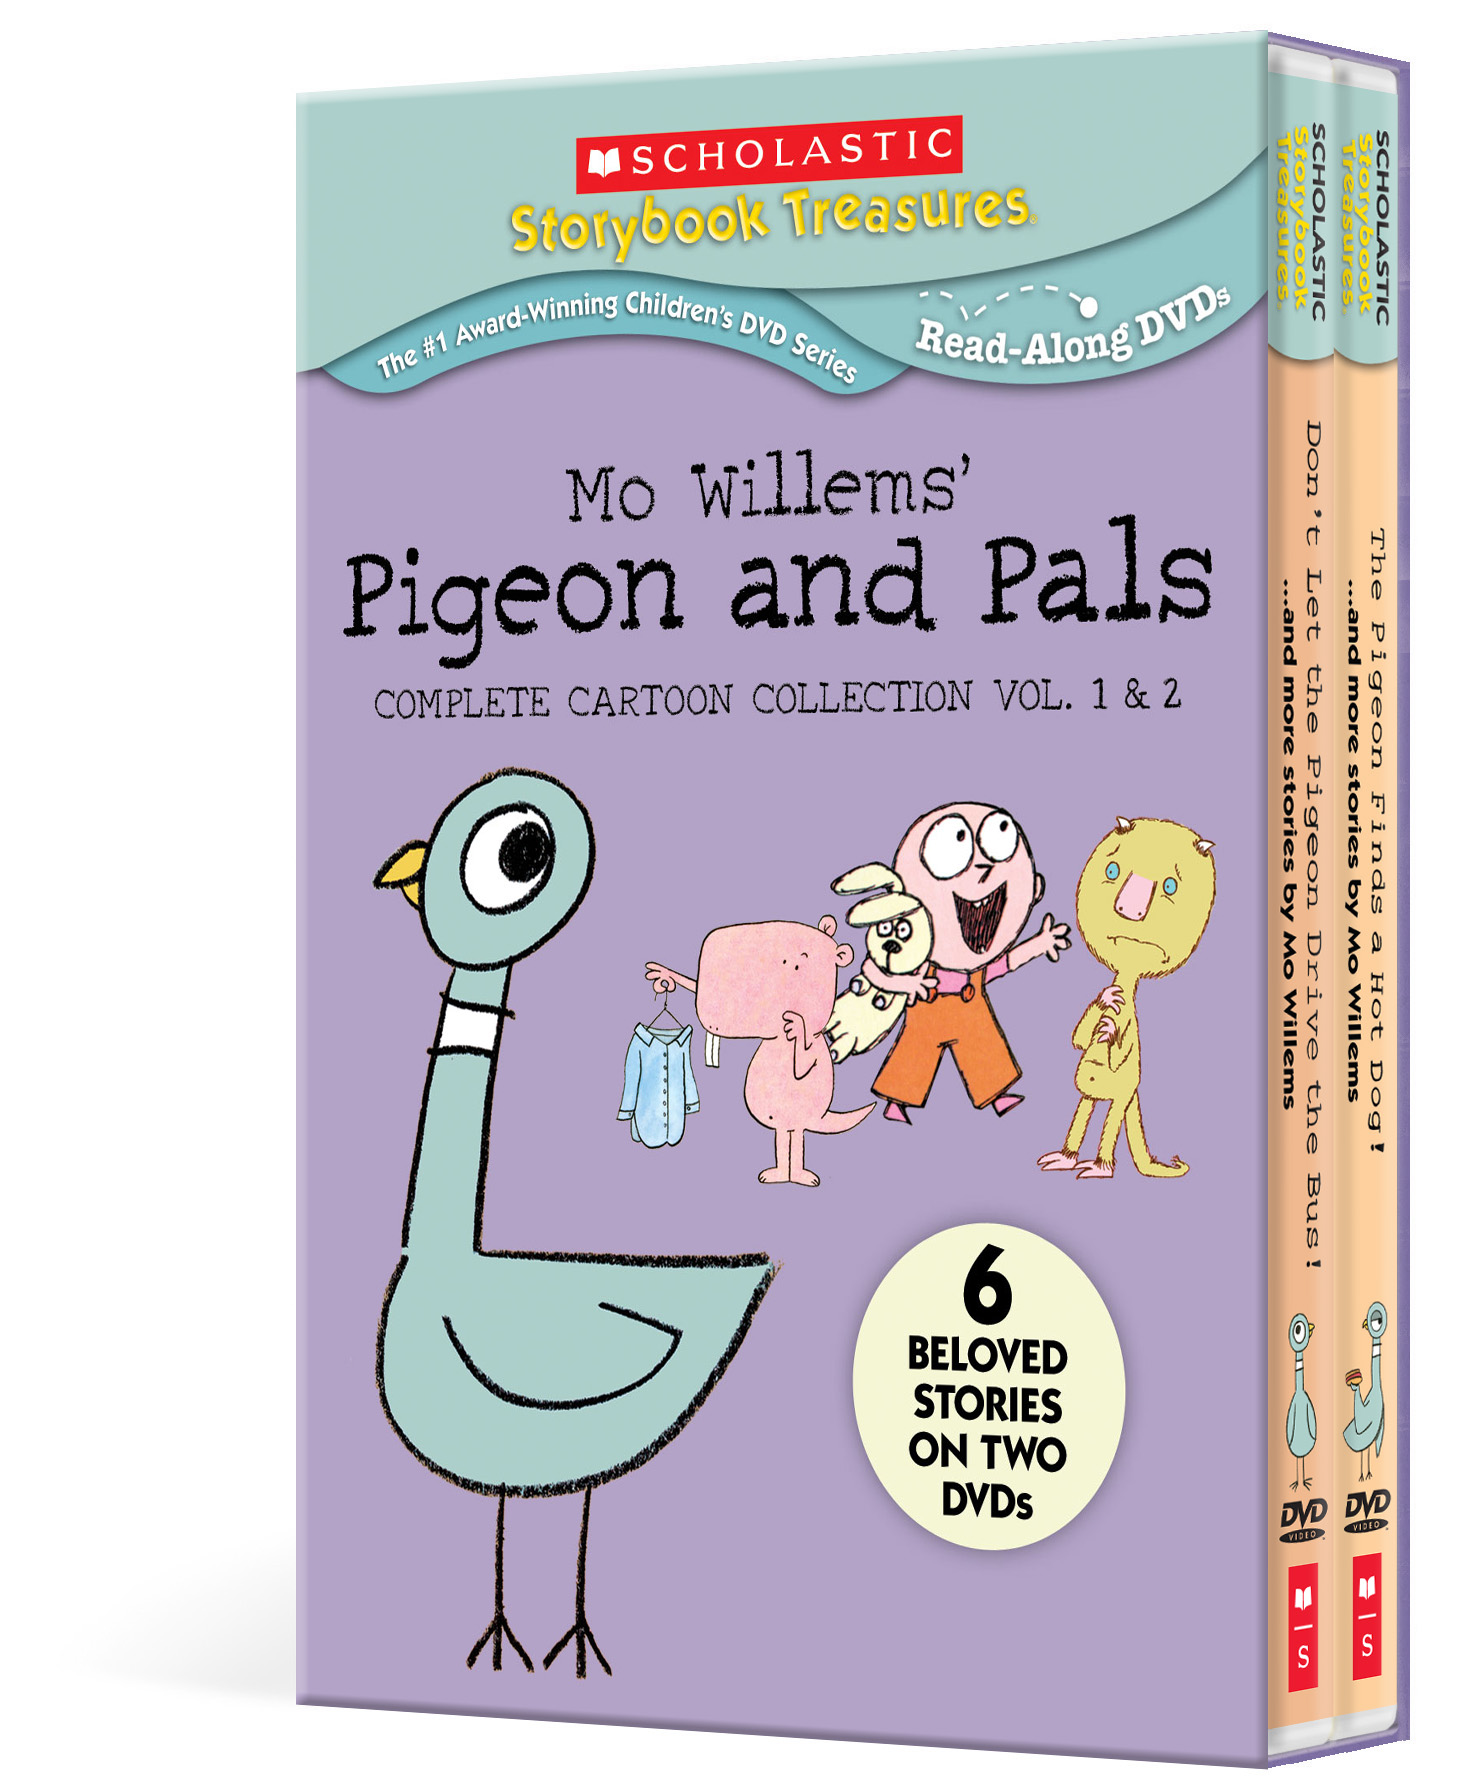 SCHOLASTIC
Storybook Treasures®
The #1 Award-Winning Children's DVD Series
Read-Along DVDs
Mo Willems'
Pigeon and Pals
COMPLETE CARTOON COLLECTION VOL. 1 & 2
6
BELOVED
STORIES
ON TWO
DVDs
SCHOLASTIC
Storybook
Treasures
Don't Let the Pigeon Drive the Bus!
...and more stories by Mo Willems
DVD
VIDEO
S
SCHOLASTIC
Storybook
Treasures
The Pigeon Finds a Hot Dog!
...and more stories by Mo Willems
DVD
VIDEO
S